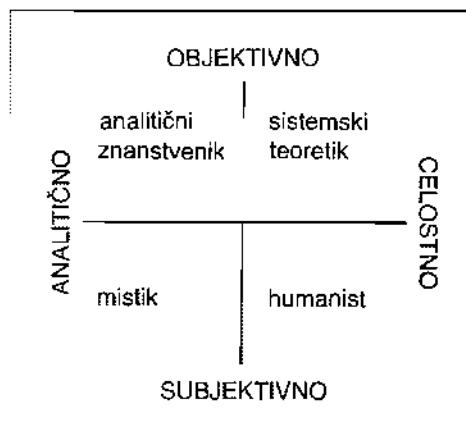 OBJEKTIVNO
analitični
znanstvenik
sistemski
teoretik
ANALITIČNO
CELOSTNO
mistik
humanist
SUBJEKTIVNO